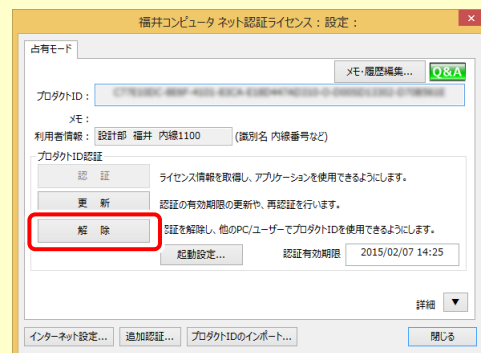 福井コンピュータ ネット認証ライセンス：設定：
占有モード
メモ・履歴編集... Q&A
プロダクトID：
メモ：
利用者情報： 設計部 福井 内線1100 (識別名 内線番号など)
プロダクトID認証
認 証 ライセンス情報を取得し、アプリケーションを使用できるようにします。
更 新 認証の有効期限の更新や、再認証を行います。
解 除 認証を解除し、他のPC/ユーザーでプロダクトIDを使用できるようにします。
起動設定... 認証有効期限 2015/02/07 14:25
詳細
インターネット設定... 追加認証... プロダクトIDのインポート... 閉じる